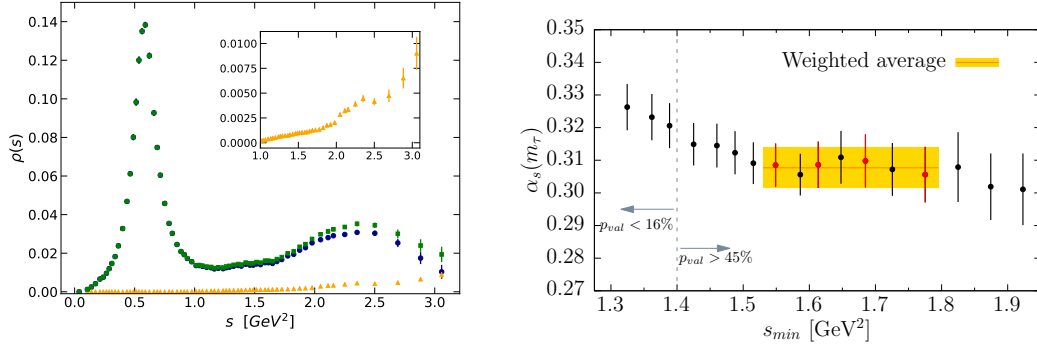 0.14
0.12
0.10
0.08
0.06
0.04
0.02
0.00
ρ(s)
0.0 0.5 1.0 1.5 2.0 2.5 3.0
s [GeV²]
0.0100
0.0075
0.0050
0.0025
0.0000
1.0 1.5 2.0 2.5 3.0
0.35
0.34
0.33
0.32
0.31
0.30
0.29
0.28
0.27
α_s(m_τ)
Weighted average
p_val < 16%
p_val > 45%
1.3 1.4 1.5 1.6 1.7 1.8 1.9
s_min [GeV²]